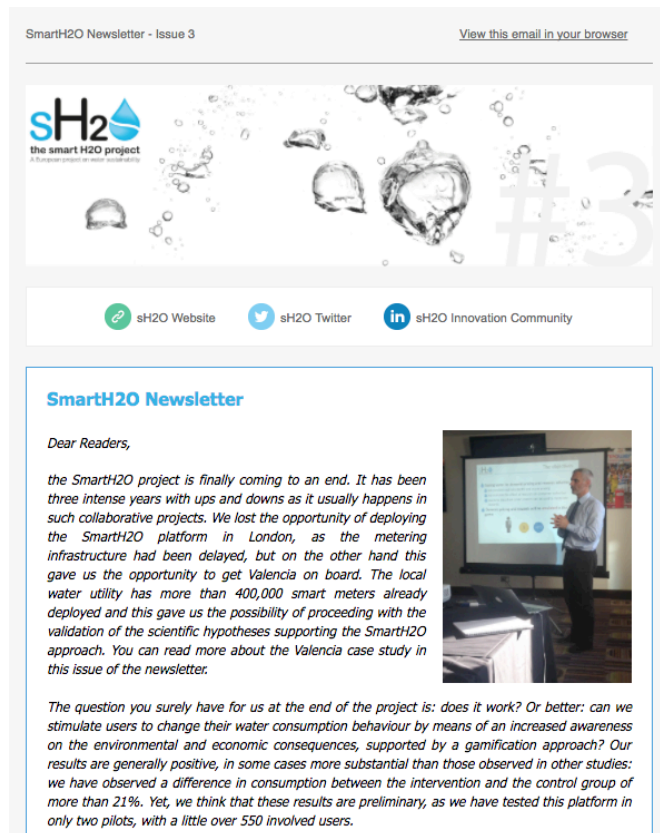 SmartH2O Newsletter - Issue 3
View this email in your browser
sH2O
the smart H2O project
A European project on water sustainability
#3
sH2O Website
sH2O Twitter
sH2O Innovation Community
SmartH2O Newsletter
Dear Readers,
the SmartH2O project is finally coming to an end. It has been
three intense years with ups and downs as it usually happens in
such collaborative projects. We lost the opportunity of deploying
the SmartH2O platform in London, as the metering
infrastructure had been delayed, but on the other hand this
gave us the opportunity to get Valencia on board. The local
water utility has more than 400,000 smart meters already
deployed and this gave us the possibility of proceeding with the
validation of the scientific hypotheses supporting the SmartH2O
approach. You can read more about the Valencia case study in
this issue of the newsletter.
The question you surely have for us at the end of the project is: does it work? Or better: can we
stimulate users to change their water consumption behaviour by means of an increased awareness
on the environmental and economic consequences, supported by a gamification approach? Our
results are generally positive, in some cases more substantial than those observed in other studies:
we have observed a difference in consumption between the intervention and the control group of
more than 21%. Yet, we think that these results are preliminary, as we have tested this platform in
only two pilots, with a little over 550 involved users.